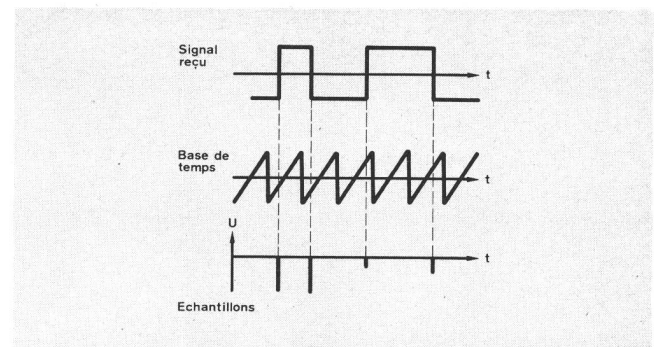 Signal
reçu
t
Base de
temps
t
U
t
Echantillons